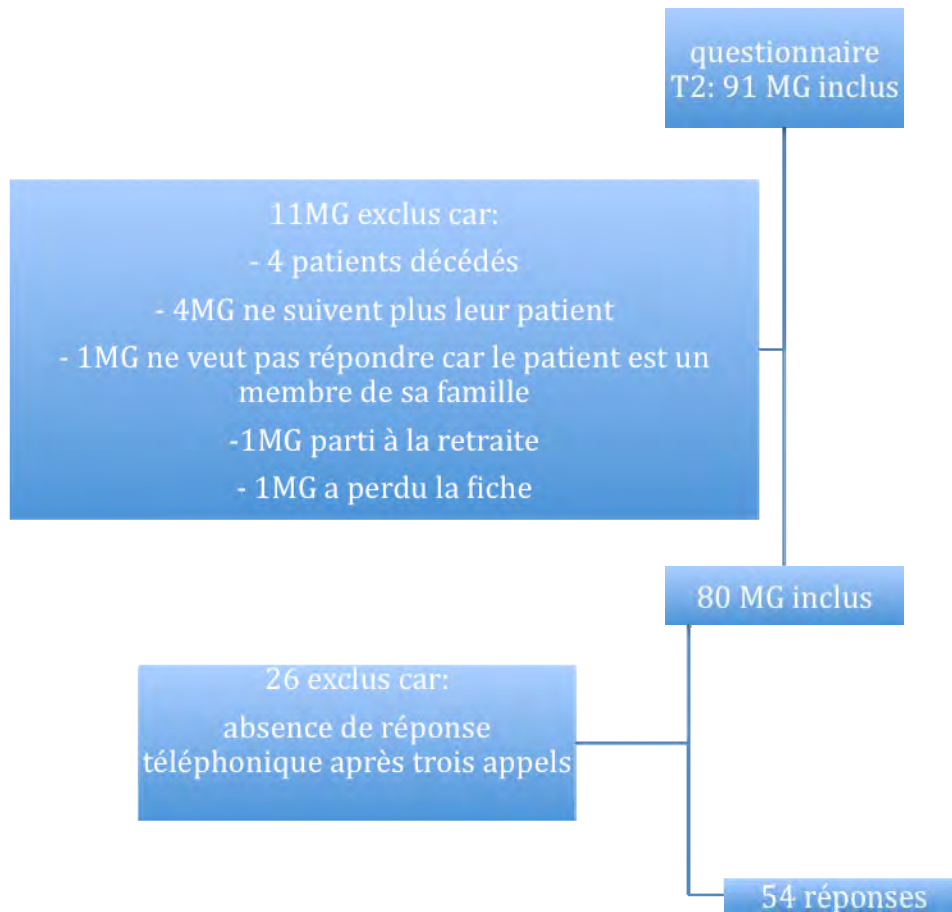 questionnaire
T2: 91 MG inclus
11MG exclus car:
- 4 patients décédés
- 4MG ne suivent plus leur patient
- 1MG ne veut pas répondre car le patient est un
membre de sa famille
-1MG parti à la retraite
- 1MG a perdu la fiche
80 MG inclus
26 exclus car:
absence de réponse
téléphonique après trois appels
54 réponses